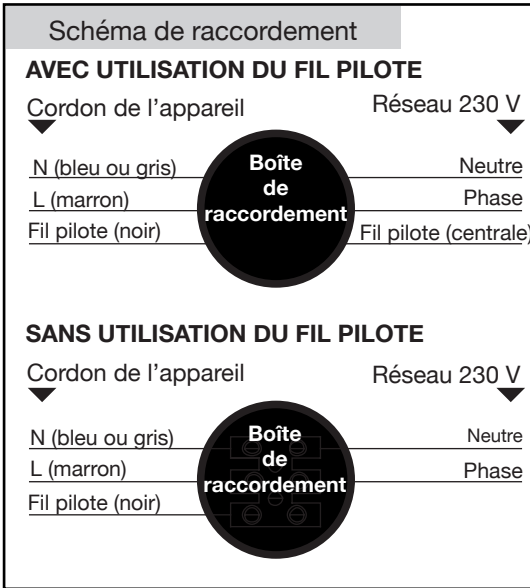 Schéma de raccordement
AVEC UTILISATION DU FIL PILOTE
Cordon de l'appareil Réseau 230 V
N (bleu ou gris) Boîte de raccordement Neutre
L (marron) Phase
Fil pilote (noir) Fil pilote (centrale)
SANS UTILISATION DU FIL PILOTE
Cordon de l'appareil Réseau 230 V
N (bleu ou gris) Boîte de raccordement Neutre
L (marron) Phase
Fil pilote (noir)